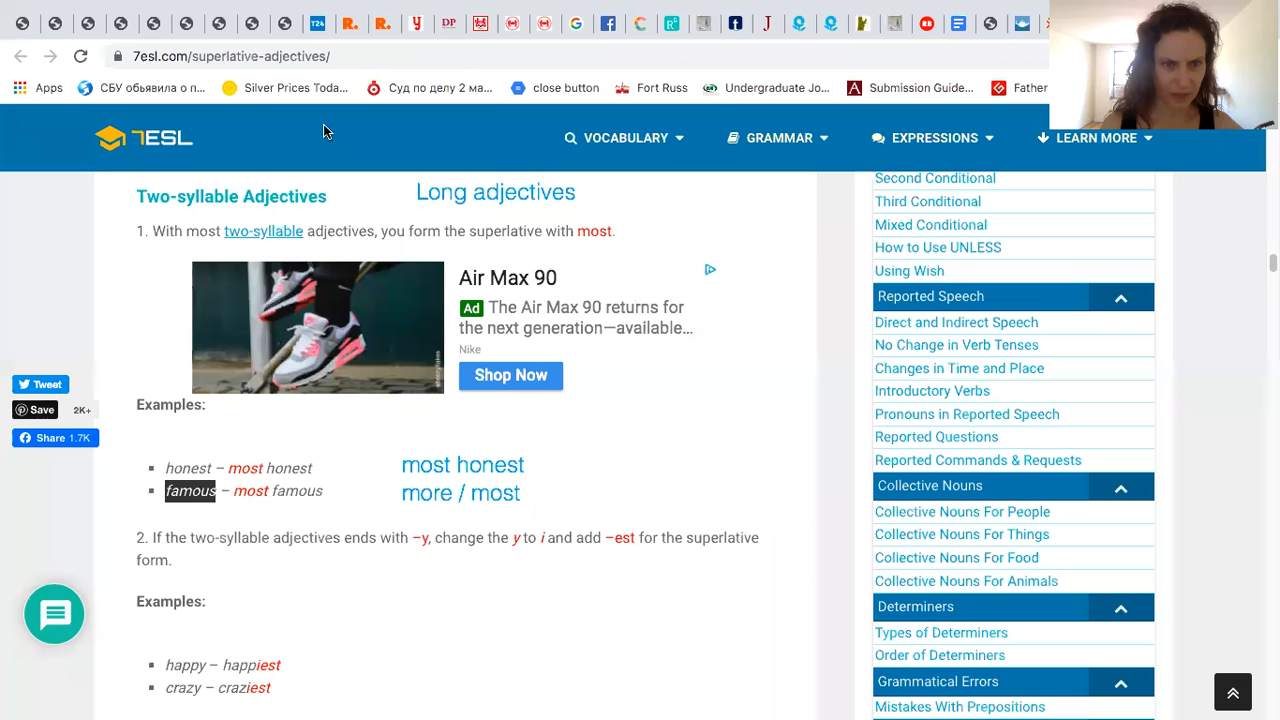 7esl.com/superlative-adjectives/
Apps СБУ обьявила о п... Silver Prices Toda... Суд по делу 2 ма... close button Fort Russ Undergraduate Jo... Submission Guide... Father
7ESL VOCABULARY GRAMMAR EXPRESSIONS LEARN MORE
Two-syllable Adjectives
Long adjectives
1. With most two-syllable adjectives, you form the superlative with most.
Air Max 90
Ad The Air Max 90 returns for
the next generation—available...
Nike
Shop Now
Tweet
Save 2K+
Share 1.7K
Examples:
honest – most honest
most honest
famous – most famous
more / most
2. If the two-syllable adjectives ends with –y, change the y to i and add –est for the superlative
form.
Examples:
happy – happiest
crazy – craziest
Second Conditional
Third Conditional
Mixed Conditional
How to Use UNLESS
Using Wish
Reported Speech
Direct and Indirect Speech
No Change in Verb Tenses
Changes in Time and Place
Introductory Verbs
Pronouns in Reported Speech
Reported Questions
Reported Commands & Requests
Collective Nouns
Collective Nouns For People
Collective Nouns For Things
Collective Nouns For Food
Collective Nouns For Animals
Determiners
Types of Determiners
Order of Determiners
Grammatical Errors
Mistakes With Prepositions